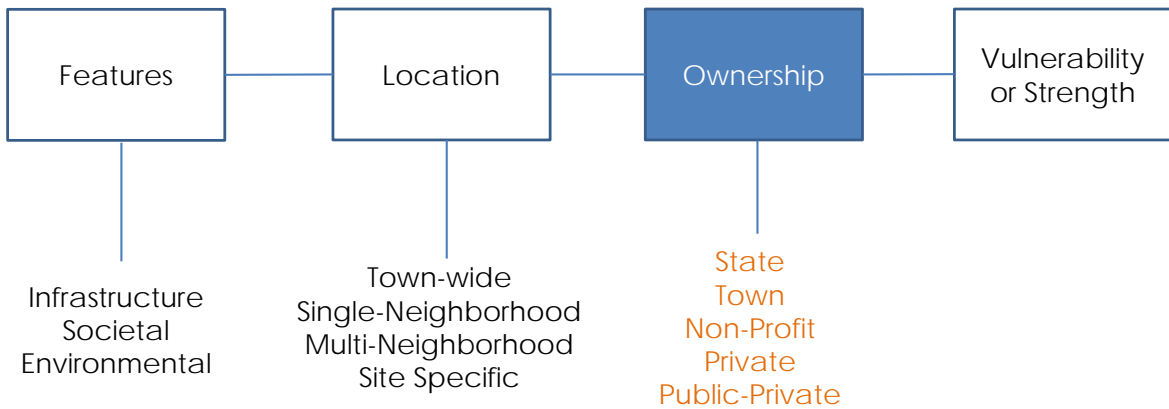 Features
Location
Ownership
Vulnerability
or Strength
Infrastructure
Societal
Environmental
Town-wide
Single-Neighborhood
Multi-Neighborhood
Site Specific
State
Town
Non-Profit
Private
Public-Private